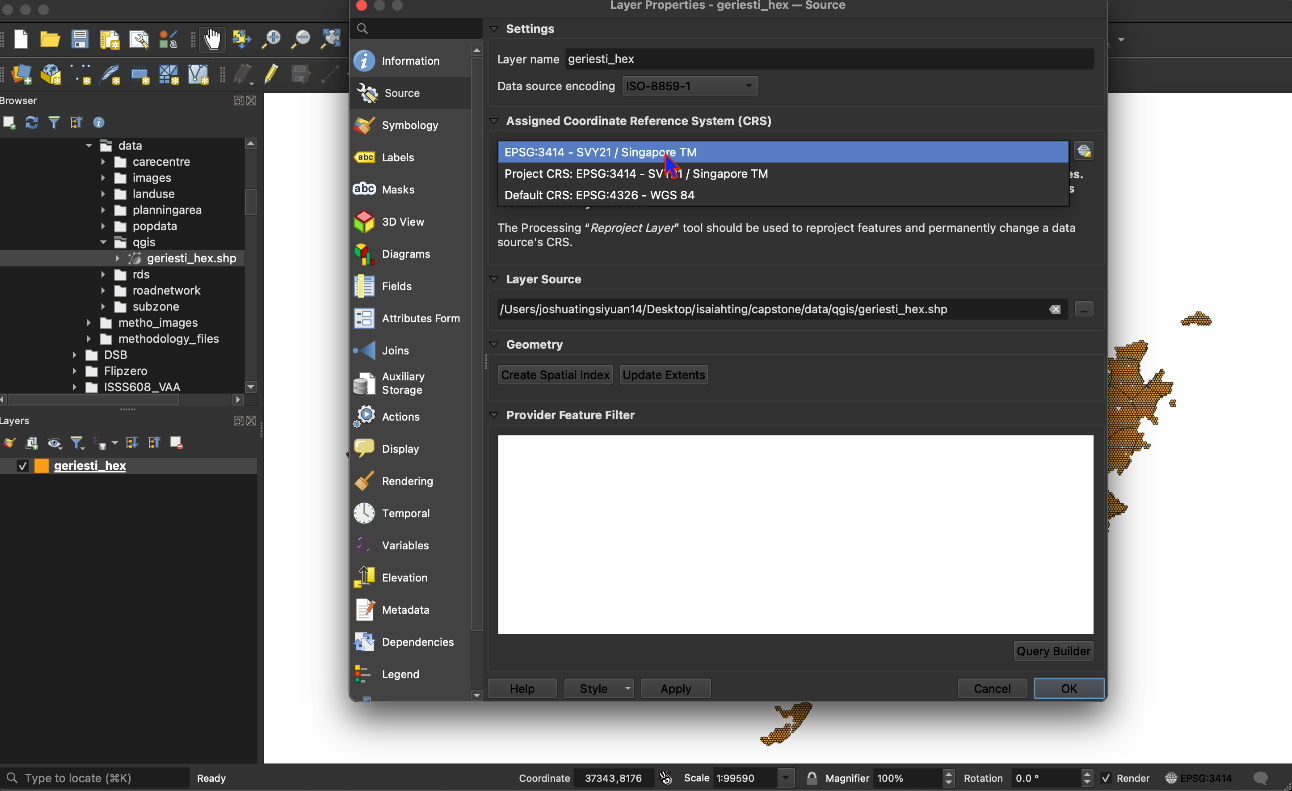 Layer Properties - geriesti_hex — Source
Browser
data
carecentre
images
landuse
planningarea
popdata
qgis
geriesti_hex.shp
rds
roadnetwork
subzone
metho_images
methodology_files
DSB
Flipzero
ISSS608_VAA
Layers
geriesti_hex
Information
Source
Symbology
abc Labels
abc Masks
3D View
Diagrams
Fields
Attributes Form
Joins
Auxiliary
Storage
Actions
Display
Rendering
Temporal
Variables
Elevation
Metadata
Dependencies
Legend
Settings
Layer name geriesti_hex
Data source encoding ISO-8859-1
Assigned Coordinate Reference System (CRS)
EPSG:3414 - SVY21 / Singapore TM
Project CRS: EPSG:3414 - SVY21 / Singapore TM
Default CRS: EPSG:4326 - WGS 84
The Processing "Reproject Layer" tool should be used to reproject features and permanently change a data
source's CRS.
Layer Source
/Users/joshuatingsiyuan14/Desktop/isaiahting/capstone/data/qgis/geriesti_hex.shp
...
Geometry
Create Spatial Index Update Extents
Provider Feature Filter
Query Builder
Help Style Apply Cancel OK
Type to locate (⌘K) Ready Coordinate 37343,8176 Scale 1:99590 Magnifier 100% Rotation 0.0 ° Render EPSG:3414